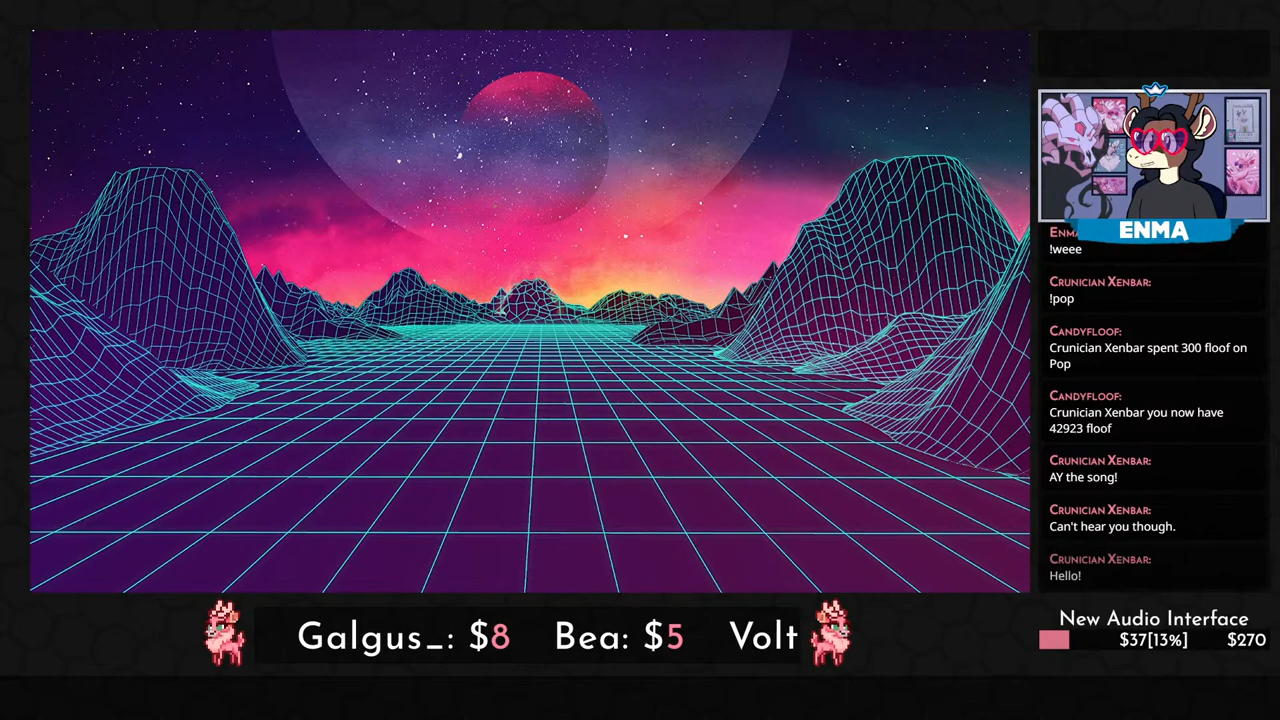 ENMA
ENMA
!weee
CRUNICIAN XENBAR:
!pop
CANDYFLOOF:
Crunician Xenbar spent 300 floof on
Pop
CANDYFLOOF:
Crunician Xenbar you now have
42923 floof
CRUNICIAN XENBAR:
AY the song!
CRUNICIAN XENBAR:
Can't hear you though.
CRUNICIAN XENBAR:
Hello!
Galgus_: $8 Bea: $5 Volt
New Audio Interface
$37[13%] $270